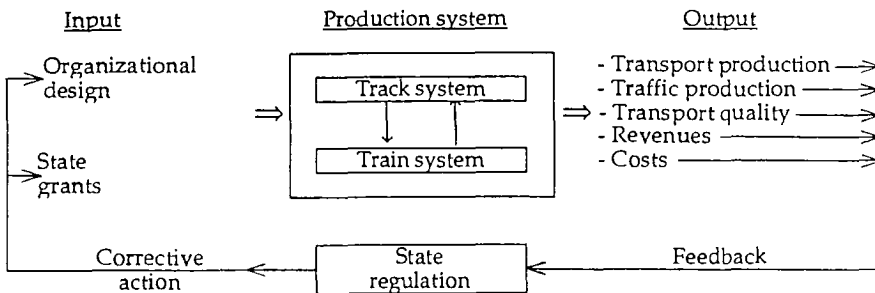 Input
Production system
Output
Organizational
design
State
grants
Track system
Train system
- Transport production
- Traffic production
- Transport quality
- Revenues
- Costs
Corrective
action
State
regulation
Feedback